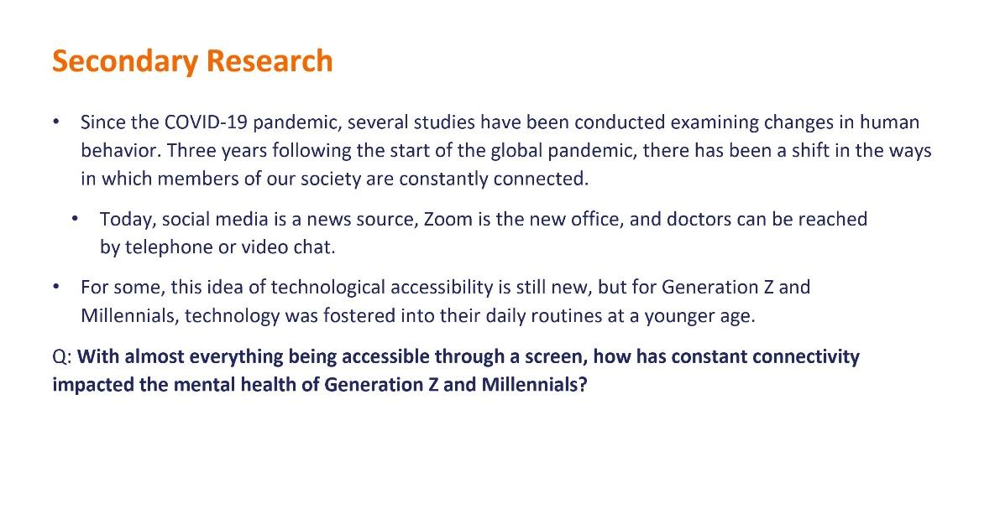 Secondary Research
• Since the COVID-19 pandemic, several studies have been conducted examining changes in human
behavior. Three years following the start of the global pandemic, there has been a shift in the ways
in which members of our society are constantly connected.
• Today, social media is a news source, Zoom is the new office, and doctors can be reached
by telephone or video chat.
• For some, this idea of technological accessibility is still new, but for Generation Z and
Millennials, technology was fostered into their daily routines at a younger age.
Q: With almost everything being accessible through a screen, how has constant connectivity
impacted the mental health of Generation Z and Millennials?